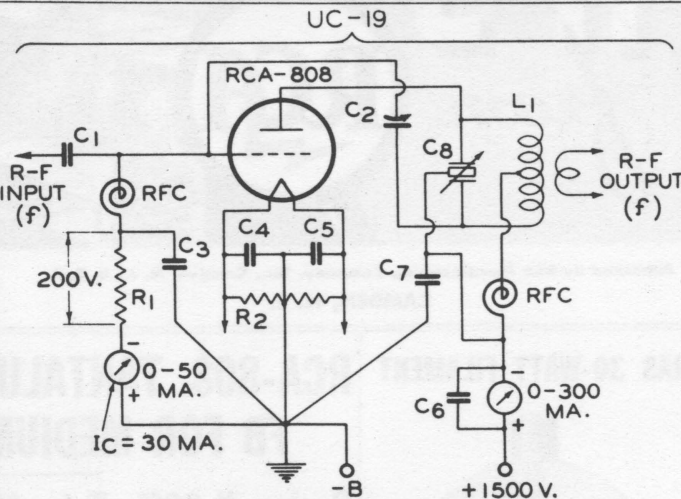 UC-19
RCA-808
C1
R-F
INPUT
(f)
RFC
C2
C8
L1
R-F
OUTPUT
(f)
C4
C5
C3
200 V.
R1
R2
C7
RFC
-
0-50
MA.
+
C6
0-300
MA.
+
IC = 30 MA.
-B
+1500 V.